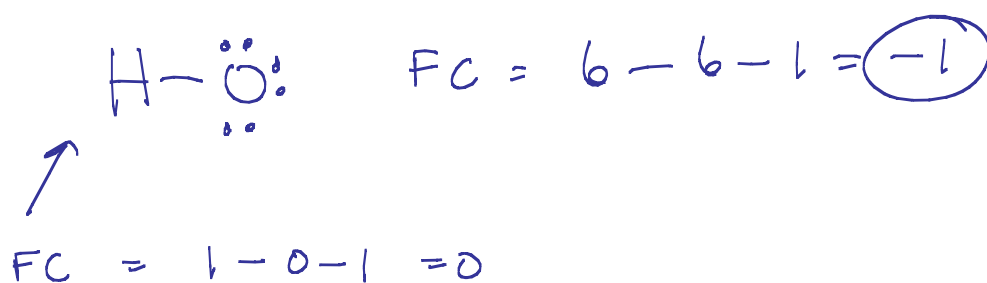 H–O FC = 6 – 6 – 1 = –1
FC = 1 – 0 – 1 = 0